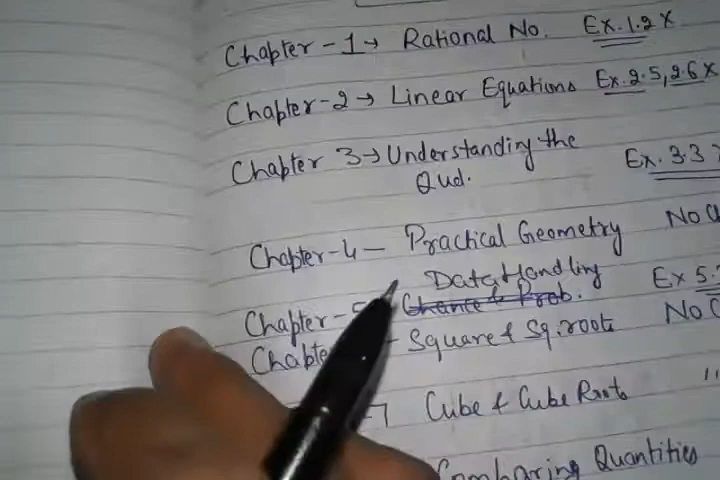 Chapter-1→ Rational No. Ex.1.2 X
Chapter-2→ Linear Equations Ex.2.5, 2.6 X
Chapter 3→ Understanding the
Qud. Ex. 3.3
Chapter-4 — Practical Geometry No
Data Handling Ex 5.
Chapter-5 Chance & Prob.
Square & Sq. roots No
7 Cube & Cube Roots "
Comparing Quantities